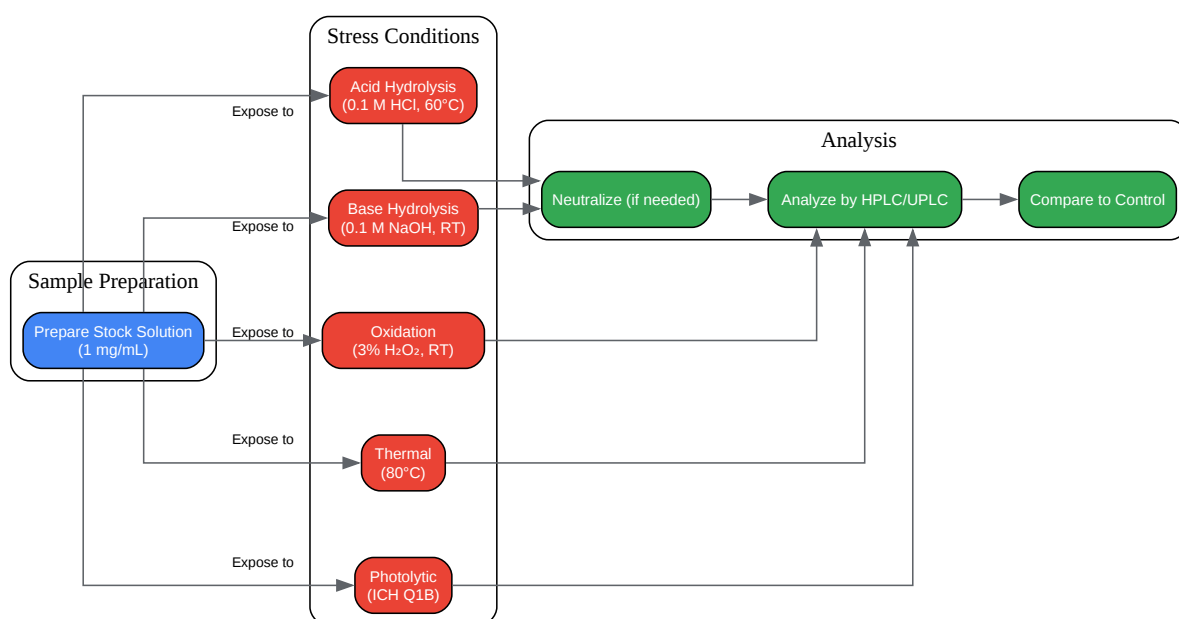 Stress Conditions
Acid Hydrolysis
(0.1 M HCl, 60°C)
Expose to
Analysis
Neutralize (if needed)
Analyze by HPLC/UPLC
Compare to Control
Base Hydrolysis
(0.1 M NaOH, RT)
Expose to
Sample Preparation
Prepare Stock Solution
(1 mg/mL)
Expose to
Oxidation
(3% H₂O₂, RT)
Expose to
Thermal
(80°C)
Expose to
Photolytic
(ICH Q1B)